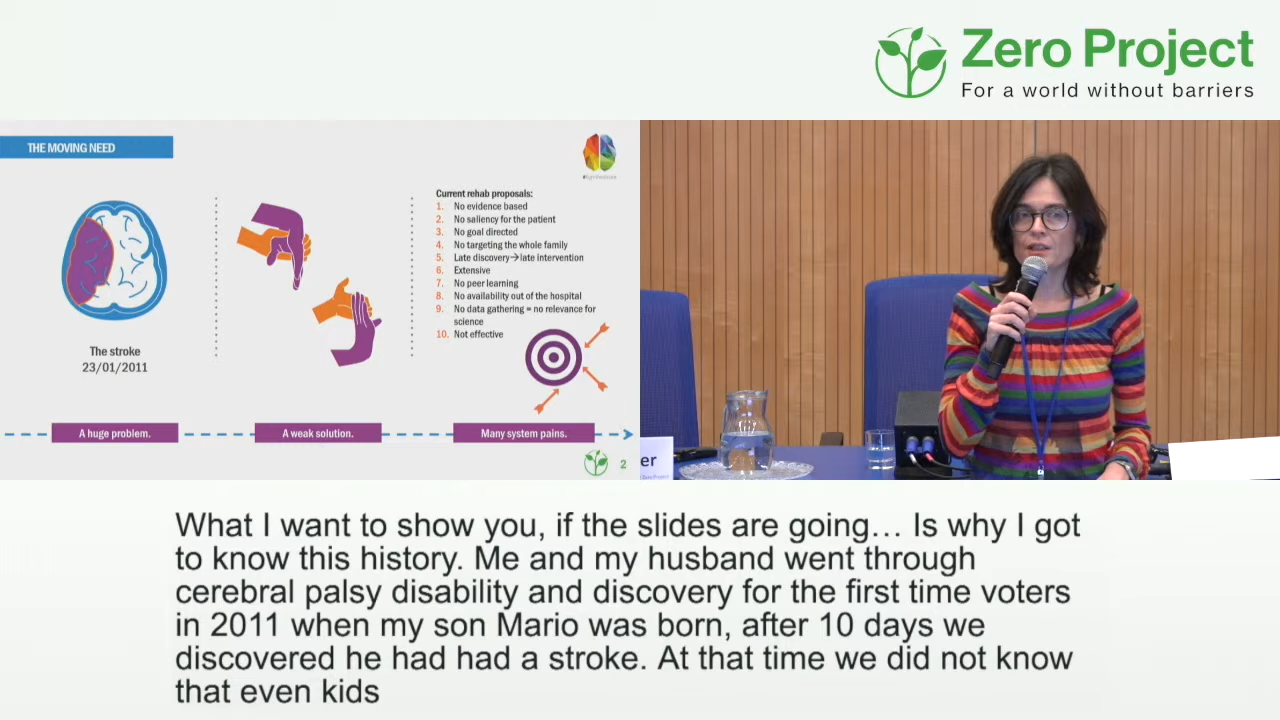 Zero Project
For a world without barriers
THE MOVING NEED
The stroke
23/01/2011
Current rehab proposals:
1. No evidence based
2. No saliency for the patient
3. No goal directed
4. No targeting the whole family
5. Late discovery→late intervention
6. Extensive
7. No peer learning
8. No availability out of the hospital
9. No data gathering = no relevance for
science
10. Not effective
A huge problem.
A weak solution.
Many system pains.
2
er
What I want to show you, if the slides are going… Is why I got
to know this history. Me and my husband went through
cerebral palsy disability and discovery for the first time voters
in 2011 when my son Mario was born, after 10 days we
discovered he had had a stroke. At that time we did not know
that even kids